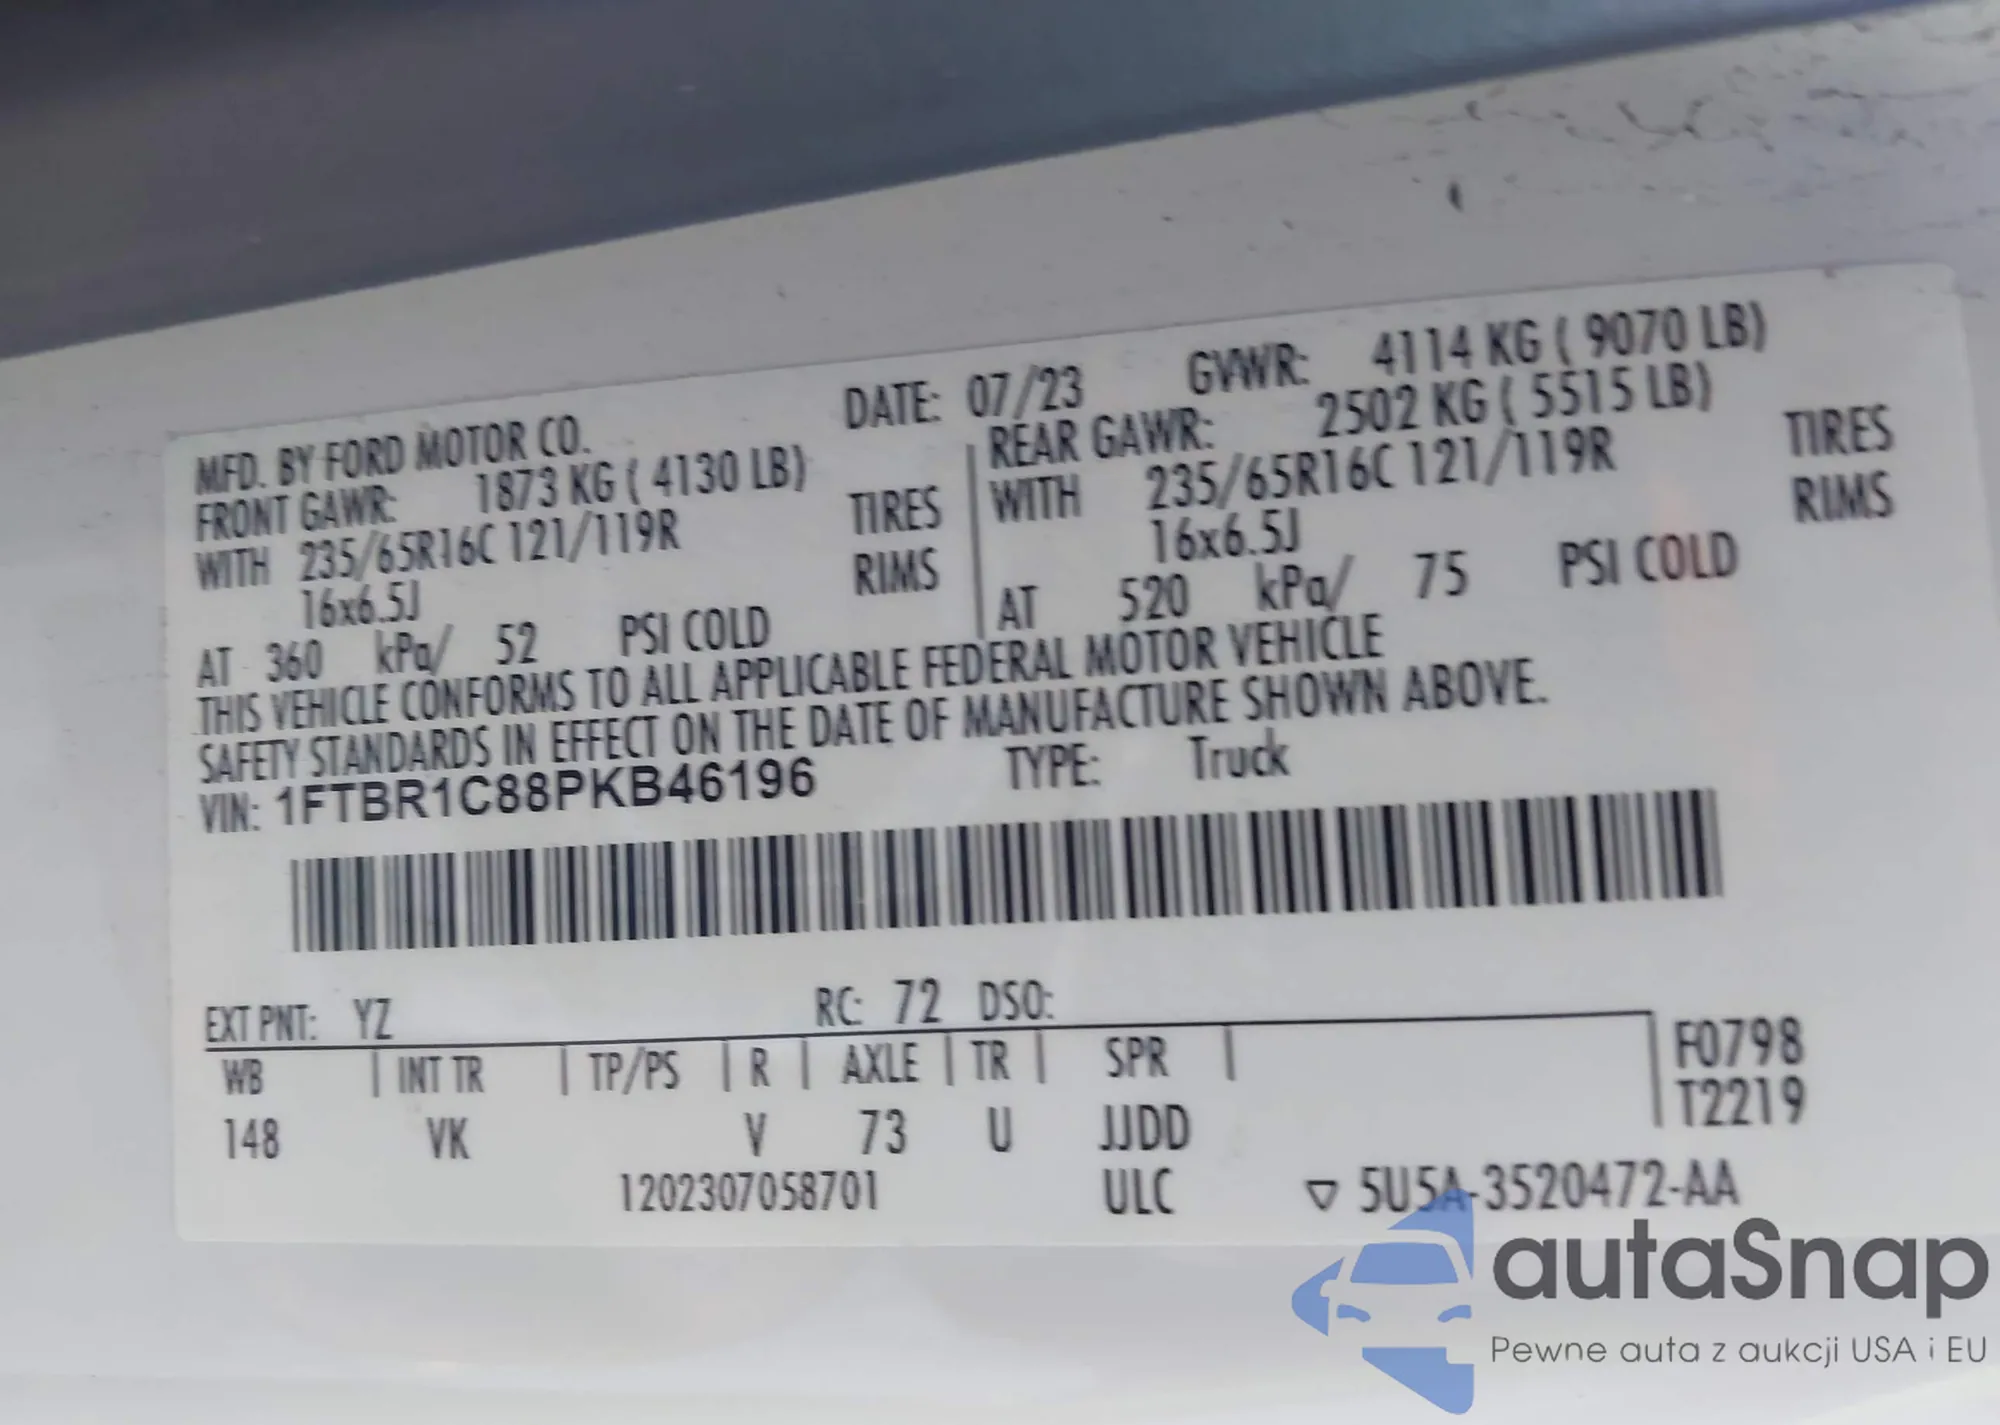 MFD. BY FORD MOTOR CO. DATE: 07/23 GVWR: 4114 KG ( 9070 LB)
FRONT GAWR: 1873 KG ( 4130 LB) REAR GAWR: 2502 KG ( 5515 LB)
WITH 235/65R16C 121/119R TIRES WITH 235/65R16C 121/119R TIRES
16x6.5J RIMS 16x6.5J RIMS
AT 360 kPa/ 52 PSI COLD AT 520 kPa/ 75 PSI COLD
THIS VEHICLE CONFORMS TO ALL APPLICABLE FEDERAL MOTOR VEHICLE
SAFETY STANDARDS IN EFFECT ON THE DATE OF MANUFACTURE SHOWN ABOVE.
VIN: 1FTBR1C88PKB46196 TYPE: Truck
EXT PNT: YZ RC: 72 DSO:
WB | INT TR | TP/PS | R | AXLE | TR | SPR | F0798
T2219
148 VK V 73 U JJDD
1202307058701 ULC ▽ 5U5A-3520472-AA
autaSnap
Pewne auta z aukcji USA i EU